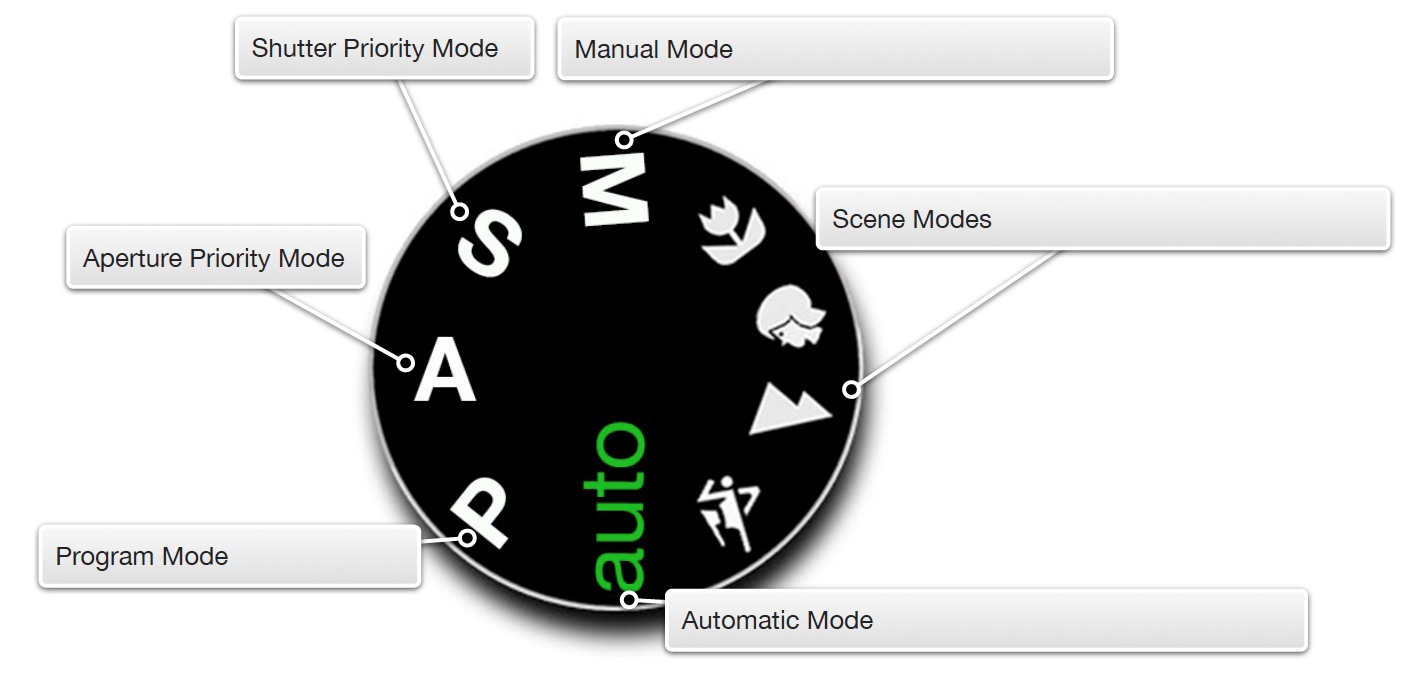 Shutter Priority Mode
Manual Mode
M
S
Scene Modes
Aperture Priority Mode
A
P
auto
Program Mode
Automatic Mode